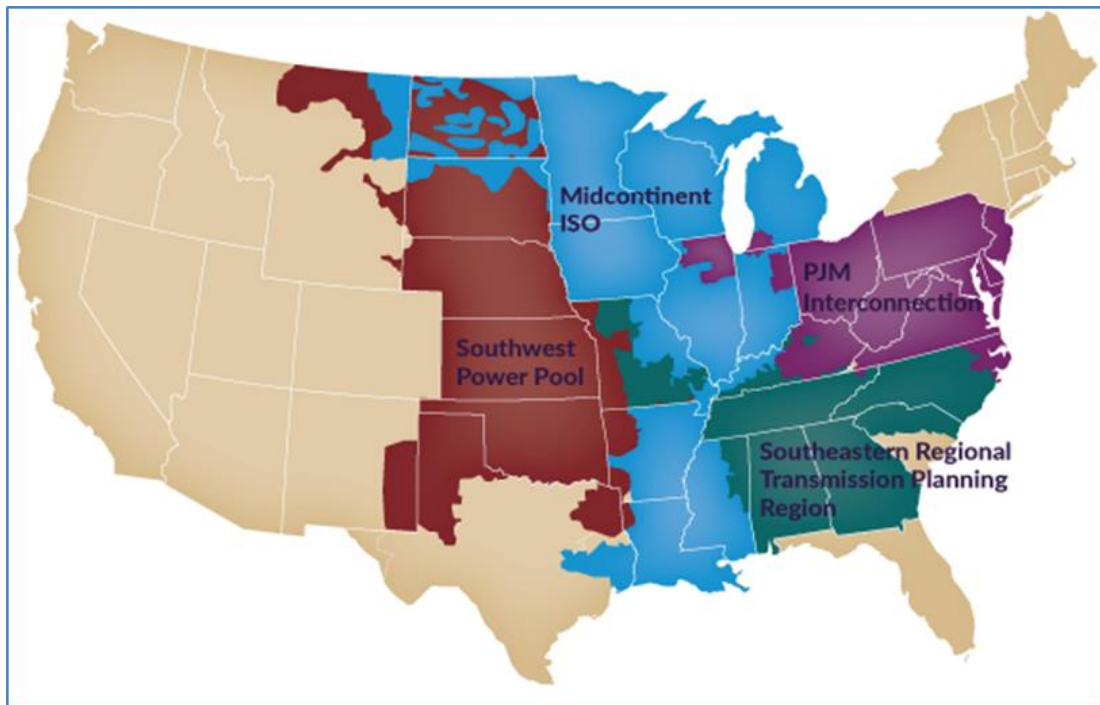 Midcontinent
ISO
PJM
Interconnection
Southwest
Power Pool
Southeastern Regional
Transmission Planning
Region